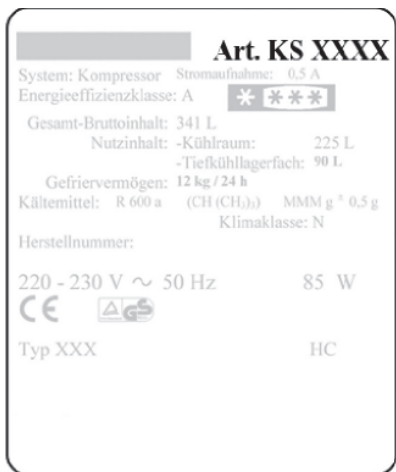 Art. KS XXXX
System: Kompressor Stromaufnahme: 0,5 A
Energieeffizienzklasse: A
Gesamt-Bruttoinhalt: 341 L
Nutzinhalt: -Kühlraum: 225 L
-Tiefkühllagerfach: 90 L
Gefriervermögen: 12 kg / 24 h
Kältemittel: R 600 a (CH (CH₃)₃) MMM g ± 0,5 g
Klimaklasse: N
Herstellnummer:
220 - 230 V ~ 50 Hz 85 W
CE GS
Typ XXX HC